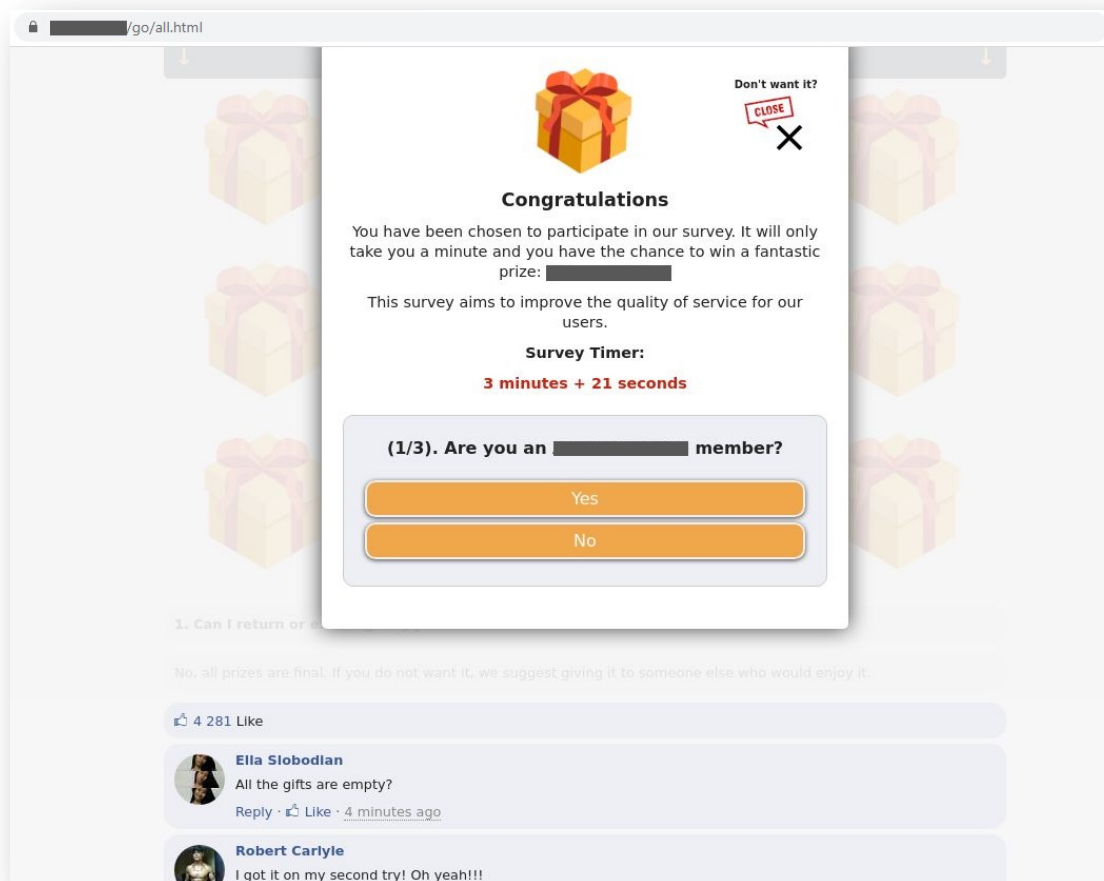 /go/all.html
Don't want it?
CLOSE
Congratulations
You have been chosen to participate in our survey. It will only
take you a minute and you have the chance to win a fantastic
prize:
This survey aims to improve the quality of service for our
users.
Survey Timer:
3 minutes + 21 seconds
(1/3). Are you an member?
Yes
No
1. Can I return or
No, all prizes are final. If you do not want it, we suggest giving it to someone else who would enjoy it.
4 281 Like
Ella Slobodian
All the gifts are empty?
Reply · Like · 4 minutes ago
Robert Carlyle
I got it on my second try! Oh yeah!!!